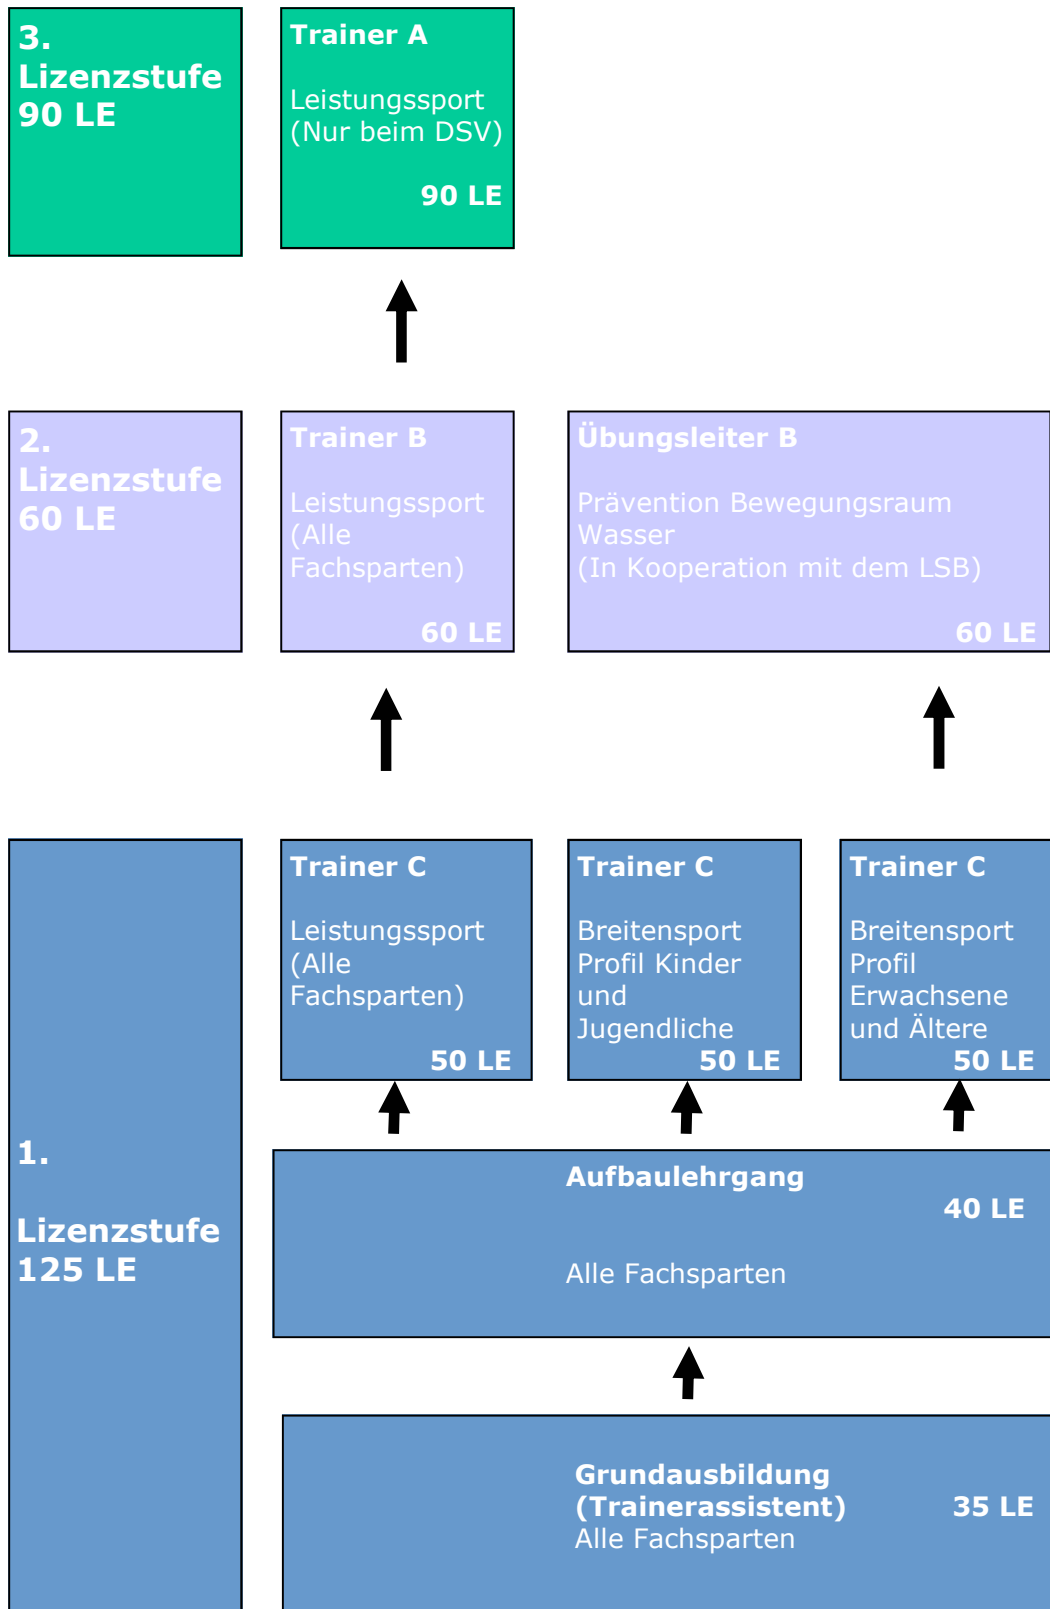 3.
Lizenzstufe
90 LE
Trainer A
Leistungssport
(Nur beim DSV)
90 LE
2.
Lizenzstufe
60 LE
Trainer B
Leistungssport
(Alle
Fachsparten)
60 LE
Übungsleiter B
Prävention Bewegungsraum
Wasser
(In Kooperation mit dem LSB)
60 LE
1.
Lizenzstufe
125 LE
Trainer C
Leistungssport
(Alle
Fachsparten)
50 LE
Trainer C
Breitensport
Profil Kinder
und
Jugendliche
50 LE
Trainer C
Breitensport
Profil
Erwachsene
und Ältere
50 LE
Aufbaulehrgang
40 LE
Alle Fachsparten
Grundausbildung
(Trainerassistent) 35 LE
Alle Fachsparten